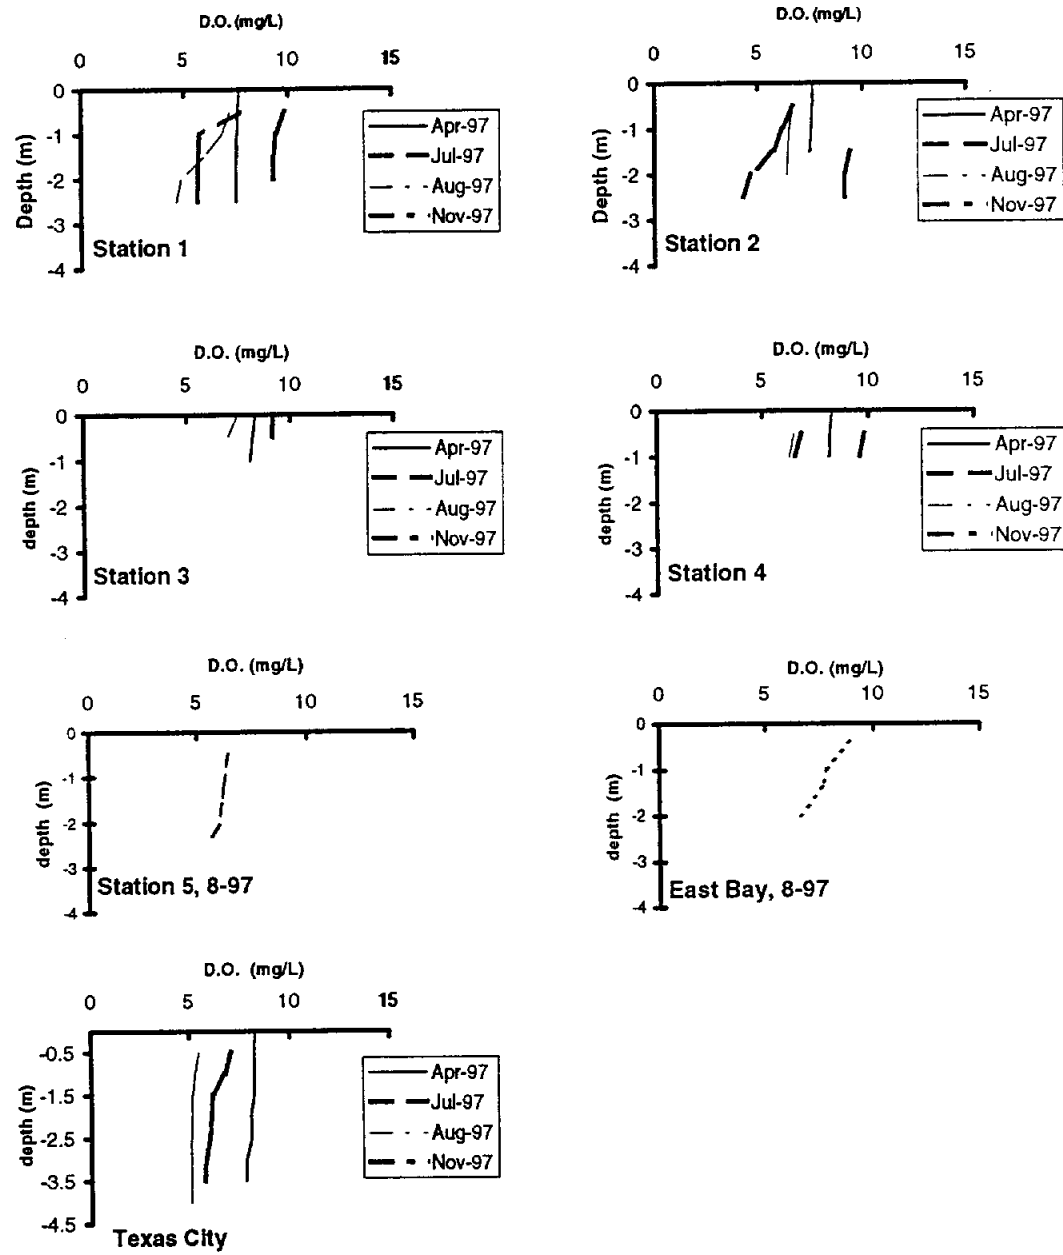 D.O. (mg/L)
0 5 10 15
0
-1
-2
-3
-4
Depth (m)
Station 1
Apr-97
Jul-97
Aug-97
Nov-97
D.O. (mg/L)
0 5 10 15
0
-1
-2
-3
-4
Depth (m)
Station 2
Apr-97
Jul-97
Aug-97
Nov-97
D.O. (mg/L)
0 5 10 15
0
-1
-2
-3
-4
depth (m)
Station 3
Apr-97
Jul-97
Aug-97
Nov-97
D.O. (mg/L)
0 5 10 15
0
-1
-2
-3
-4
depth (m)
Station 4
Apr-97
Jul-97
Aug-97
Nov-97
D.O. (mg/L)
0 5 10 15
0
-1
-2
-3
-4
depth (m)
Station 5, 8-97
D.O. (mg/L)
0 5 10 15
0
-1
-2
-3
-4
depth (m)
East Bay, 8-97
D.O. (mg/L)
0 5 10 15
-0.5
-1.5
-2.5
-3.5
-4.5
depth (m)
Texas City
Apr-97
Jul-97
Aug-97
Nov-97